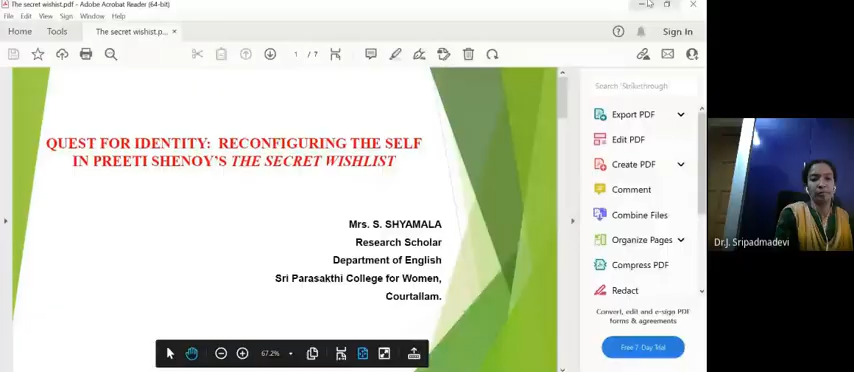 The secret wishist.pdf - Adobe Acrobat Reader (64-bit)
File Edit View Sign Window Help
Home Tools The secret wishist.p... × Sign In
1 / 7
Search 'Strikethrough
QUEST FOR IDENTITY: RECONFIGURING THE SELF
IN PREETI SHENOY'S THE SECRET WISHLIST
Mrs. S. SHYAMALA
Research Scholar
Department of English
Sri Parasakthi College for Women,
Courtallam.
67.2%
Export PDF
Edit PDF
Create PDF
Comment
Combine Files
Organize Pages
Compress PDF
Redact
Convert, edit and e-sign PDF
forms & agreements
Free 7-Day Trial
Dr.J. Sripadmadevi